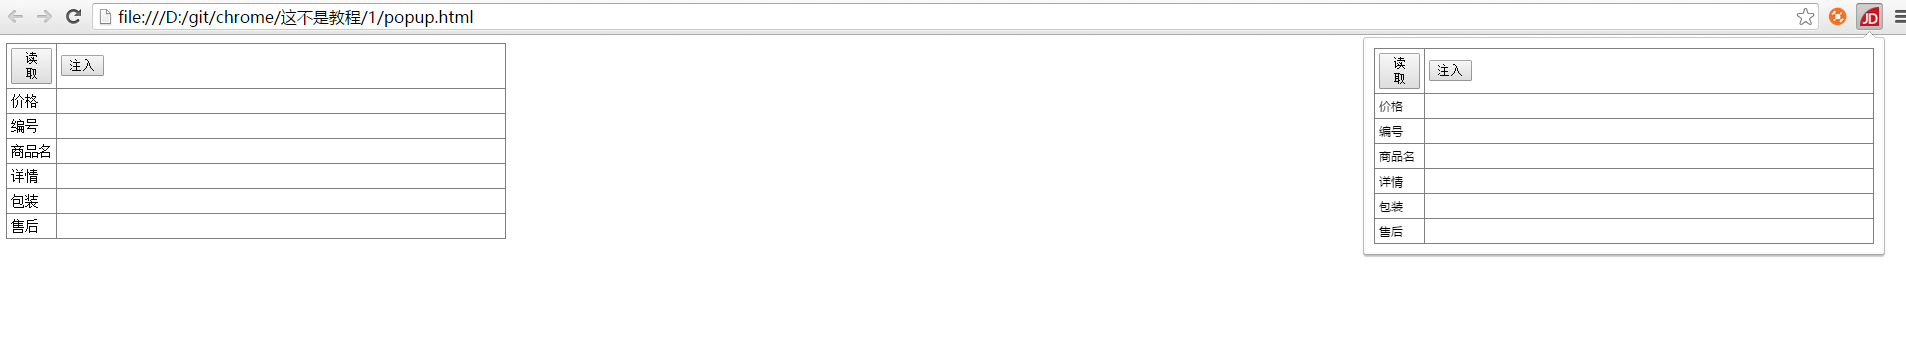 file:///D:/git/chrome/这不是教程/1/popup.html
JD
读
取
注入
价格
编号
商品名
详情
包装
售后
读
取
注入
价格
编号
商品名
详情
包装
售后